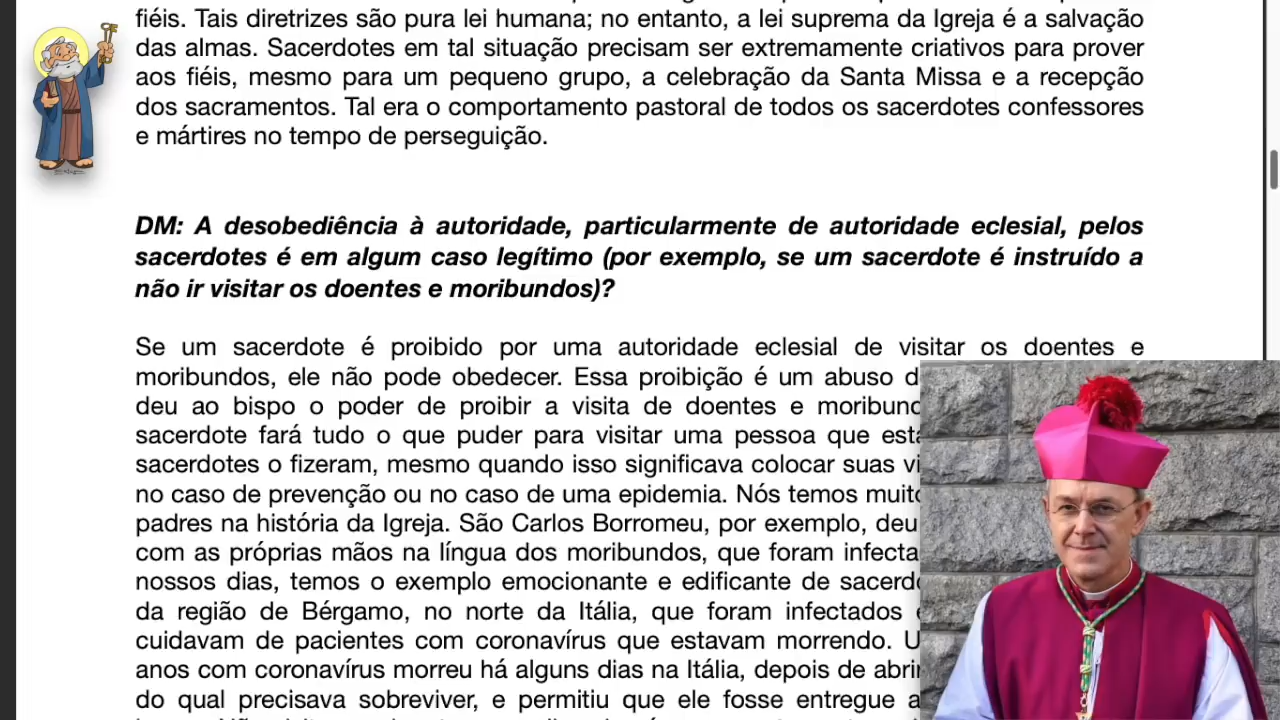 fiéis. Tais diretrizes são pura lei humana; no entanto, a lei suprema da Igreja é a salvação
das almas. Sacerdotes em tal situação precisam ser extremamente criativos para prover
aos fiéis, mesmo para um pequeno grupo, a celebração da Santa Missa e a recepção
dos sacramentos. Tal era o comportamento pastoral de todos os sacerdotes confessores
e mártires no tempo de perseguição.
DM: A desobediência à autoridade, particularmente de autoridade eclesial, pelos
sacerdotes é em algum caso legítimo (por exemplo, se um sacerdote é instruído a
não ir visitar os doentes e moribundos)?
Se um sacerdote é proibido por uma autoridade eclesial de visitar os doentes e
moribundos, ele não pode obedecer. Essa proibição é um abuso
deu ao bispo o poder de proibir a visita de doentes e
sacerdote fará tudo o que puder para visitar uma pessoa que
sacerdotes o fizeram, mesmo quando isso significava colocar suas
no caso de prevenção ou no caso de uma epidemia. Nós temos
padres na história da Igreja. São Carlos Borromeu, por exemplo, deu
com as próprias mãos na língua dos moribundos, que foram
nossos dias, temos o exemplo emocionante e edificante de
da região de Bérgamo, no norte da Itália, que foram infectados
cuidavam de pacientes com coronavírus que estavam morrendo.
anos com coronavírus morreu há alguns dias na Itália, depois de
do qual precisava sobreviver, e permitiu que ele fosse entregue